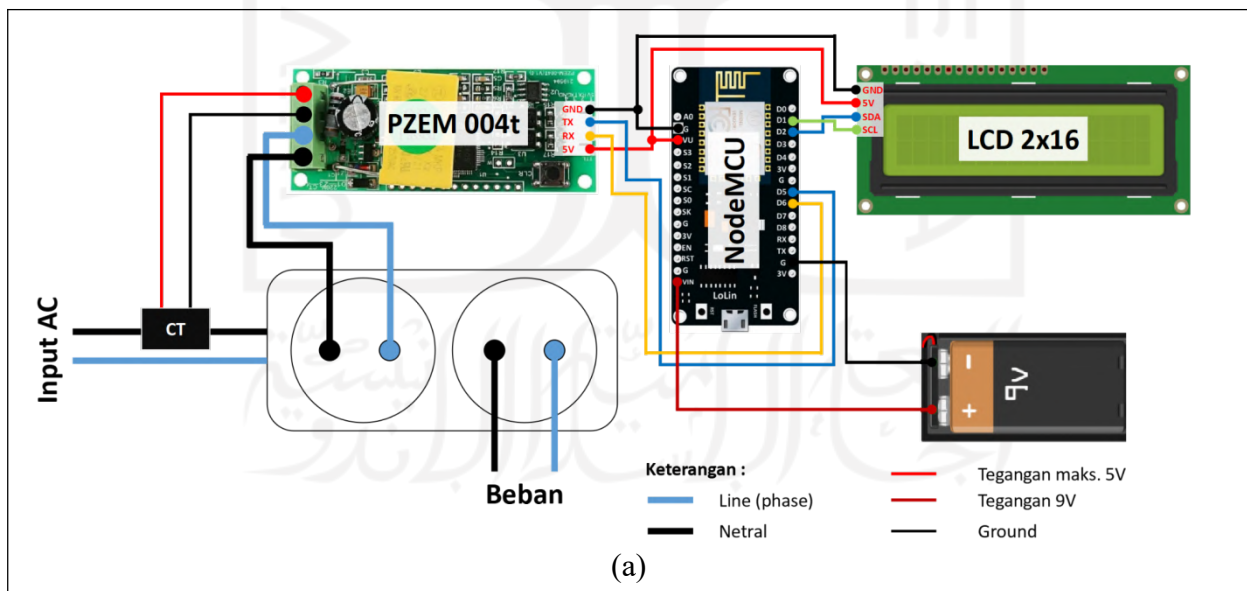 PZEM 004t
GND
TX
RX
5V
A0
G
VU
S3
S2
S1
SC
S0
SK
G
3V
EN
RST
G
VIN
NodeMCU
LoLin
D0
D1
D2
D3
D4
3V
G
D5
D6
D7
D8
RX
TX
G
3V
GND
5V
SDA
SCL
LCD 2x16
Input AC
CT
Beban
-
+
9v
Keterangan :
Line (phase)
Netral
Tegangan maks. 5V
Tegangan 9V
Ground
(a)